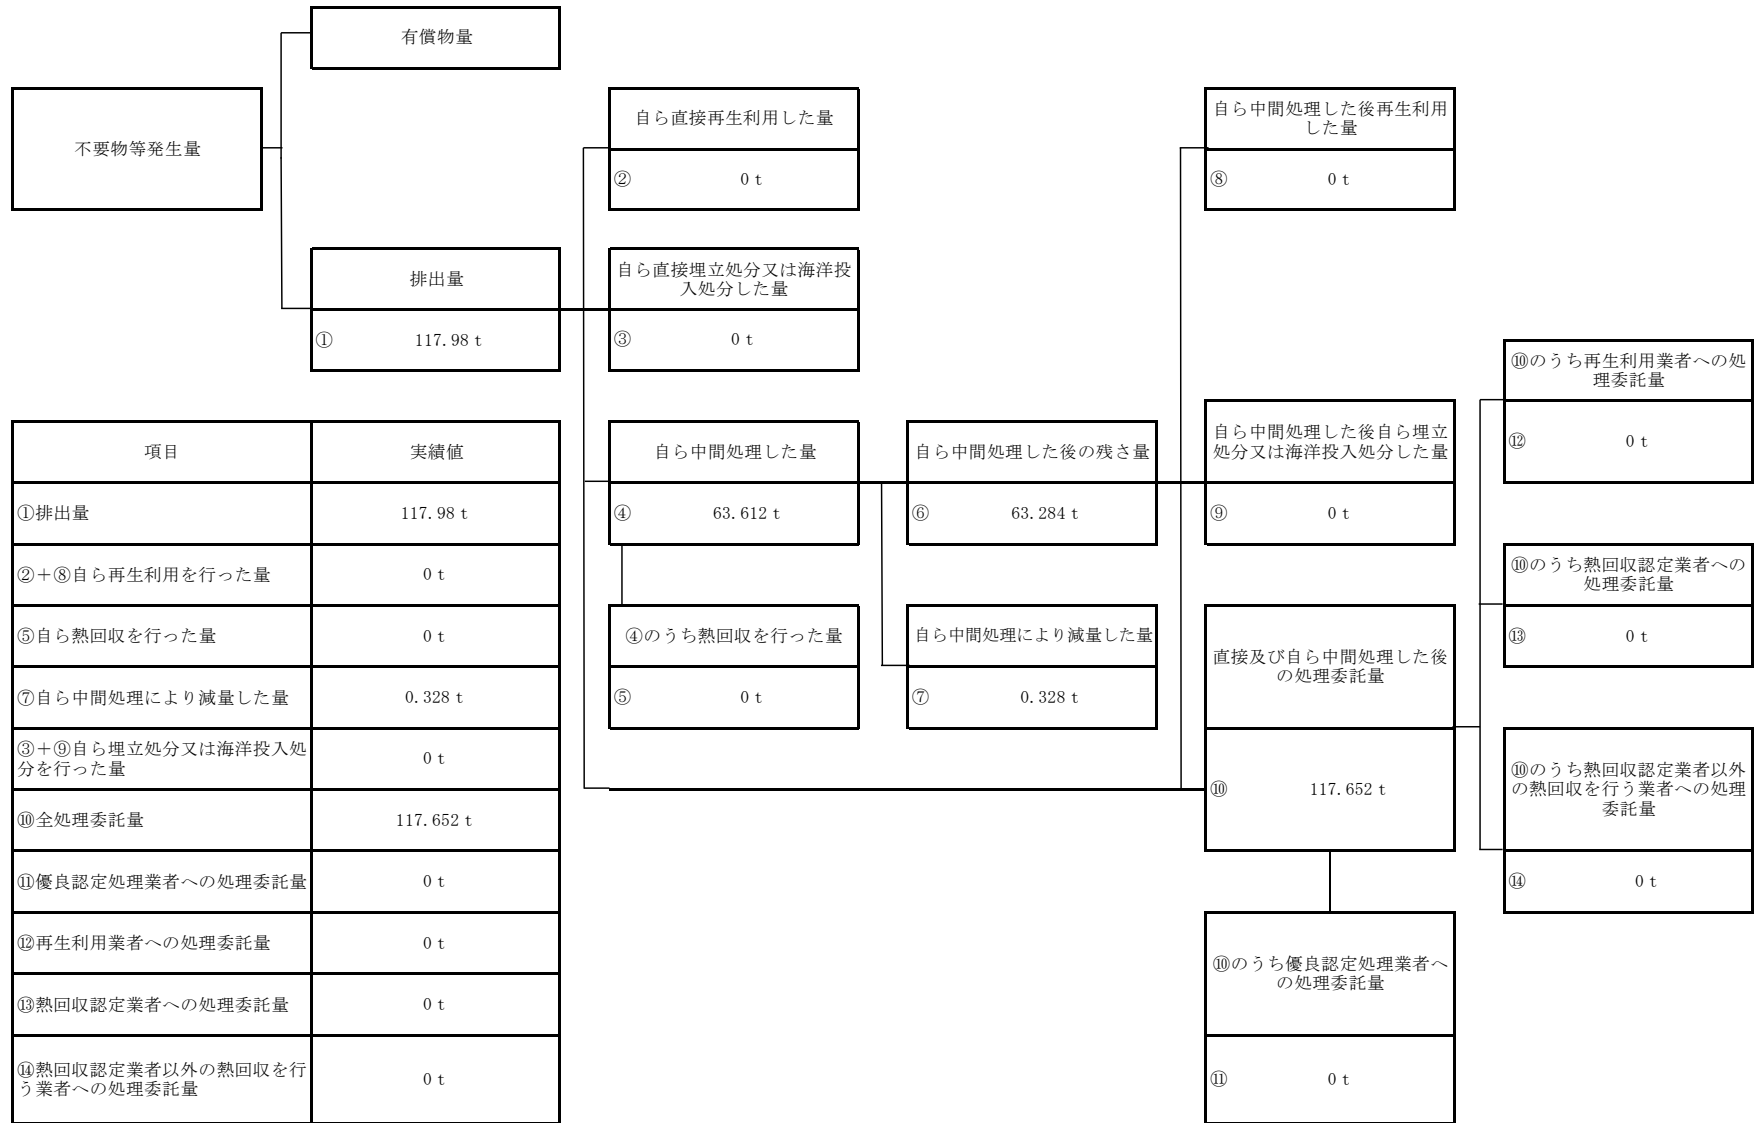 有償物量
不要物等発生量
排出量
① 117.98 t
自ら直接再生利用した量
② 0 t
自ら直接埋立処分又は海洋投
入処分した量
③ 0 t
自ら中間処理した後再生利用
した量
⑧ 0 t
項目 実績値
①排出量 117.98 t
②+⑧自ら再生利用を行った量 0 t
⑤自ら熱回収を行った量 0 t
⑦自ら中間処理により減量した量 0.328 t
③+⑨自ら埋立処分又は海洋投入処
分を行った量 0 t
⑩全処理委託量 117.652 t
⑪優良認定処理業者への処理委託量 0 t
⑫再生利用業者への処理委託量 0 t
⑬熱回収認定業者への処理委託量 0 t
⑭熱回収認定業者以外の熱回収を行
う業者への処理委託量 0 t
自ら中間処理した量
④ 63.612 t
④のうち熱回収を行った量
⑤ 0 t
自ら中間処理した後の残さ量
⑥ 63.284 t
自ら中間処理により減量した量
⑦ 0.328 t
自ら中間処理した後自ら埋立
処分又は海洋投入処分した量
⑨ 0 t
直接及び自ら中間処理した後
の処理委託量
⑩ 117.652 t
⑩のうち優良認定処理業者へ
の処理委託量
⑪ 0 t
⑩のうち再生利用業者への処
理委託量
⑫ 0 t
⑩のうち熱回収認定業者への
処理委託量
⑬ 0 t
⑩のうち熱回収認定業者以外
の熱回収を行う業者への処理
委託量
⑭ 0 t